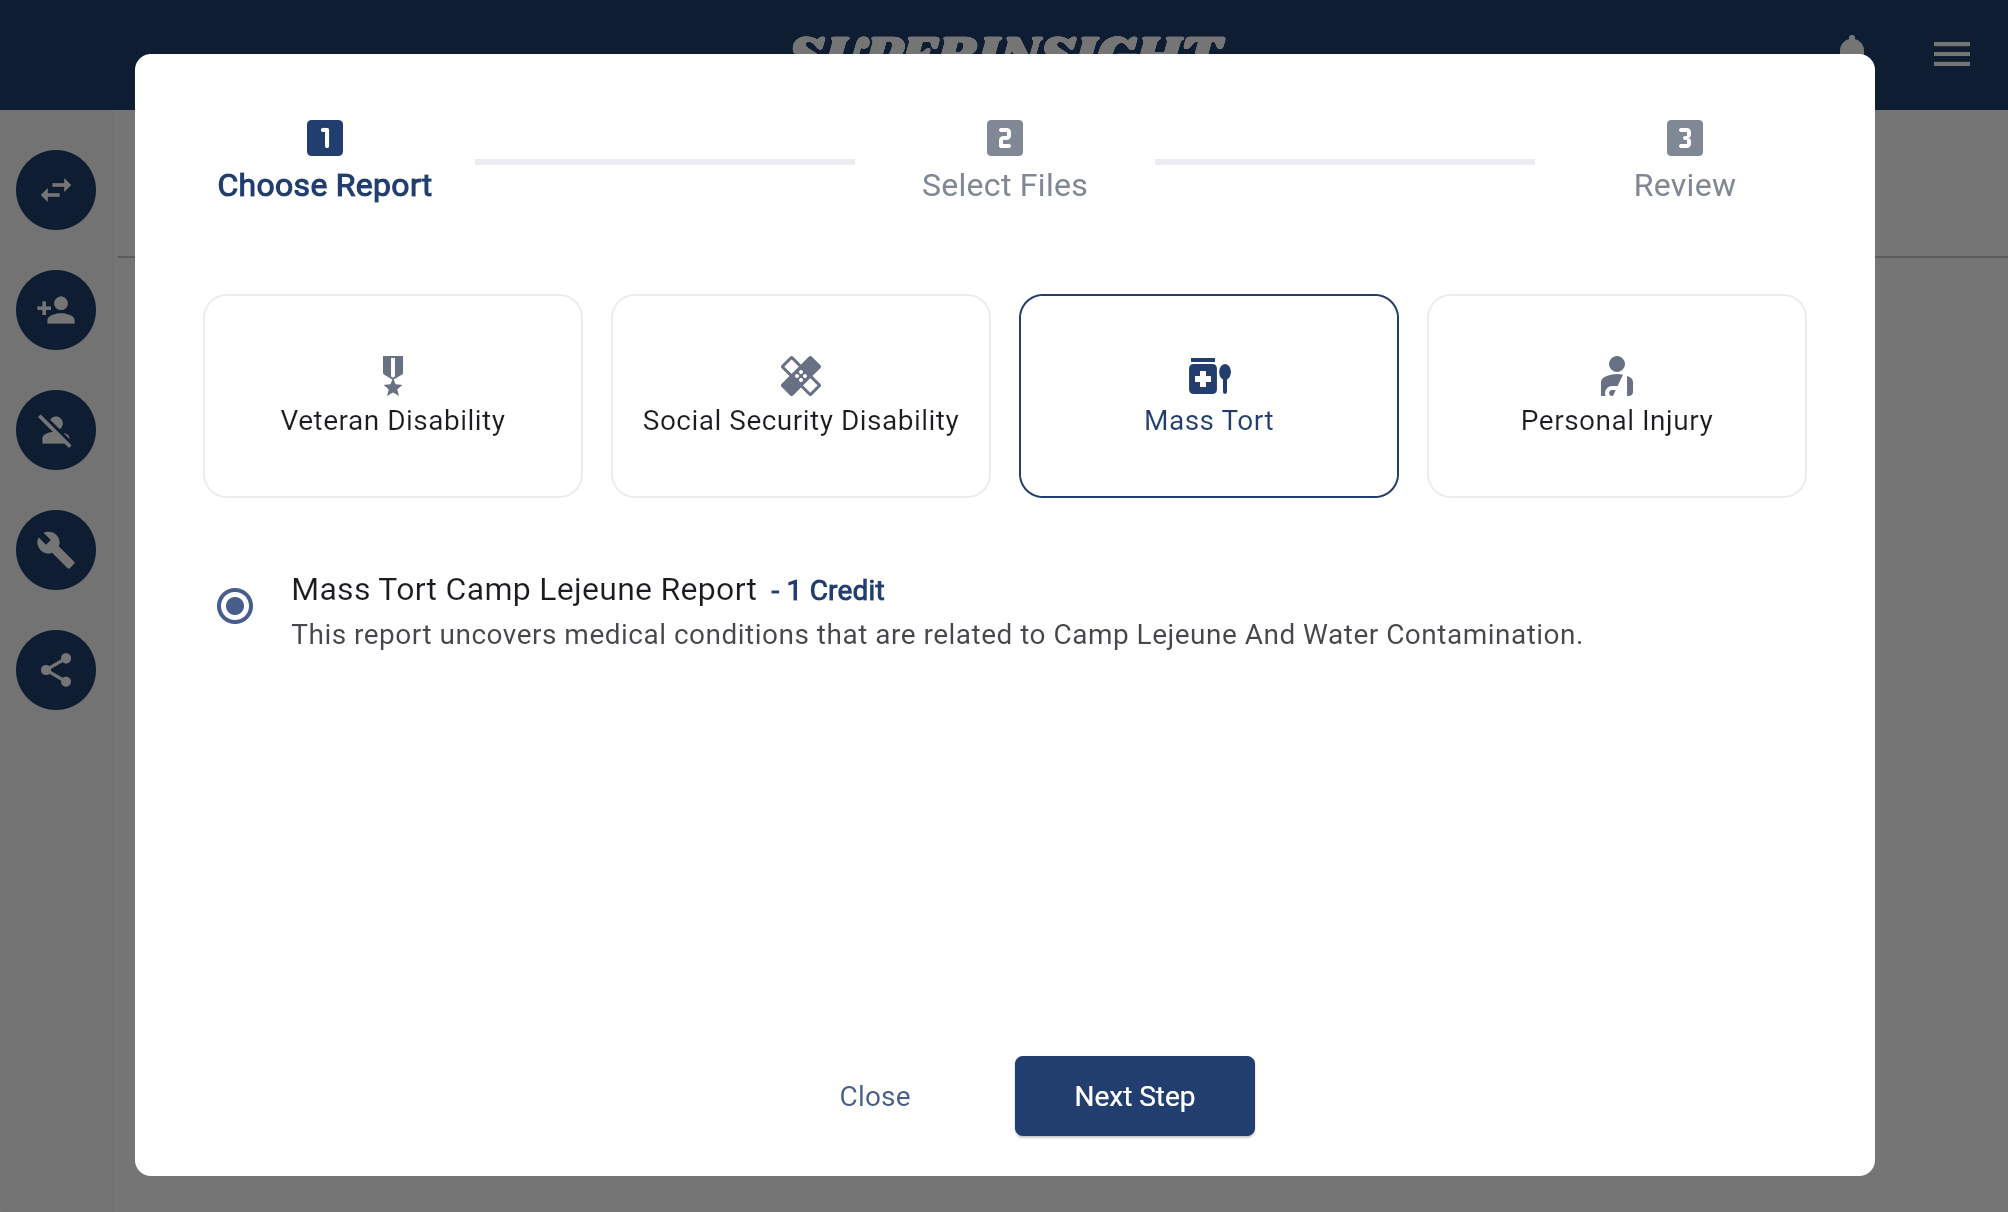 SUPERINSIGHT
1
2
3
Choose Report
Select Files
Review
Veteran Disability
Social Security Disability
Mass Tort
Personal Injury
Mass Tort Camp Lejeune Report - 1 Credit
This report uncovers medical conditions that are related to Camp Lejeune And Water Contamination.
Close
Next Step